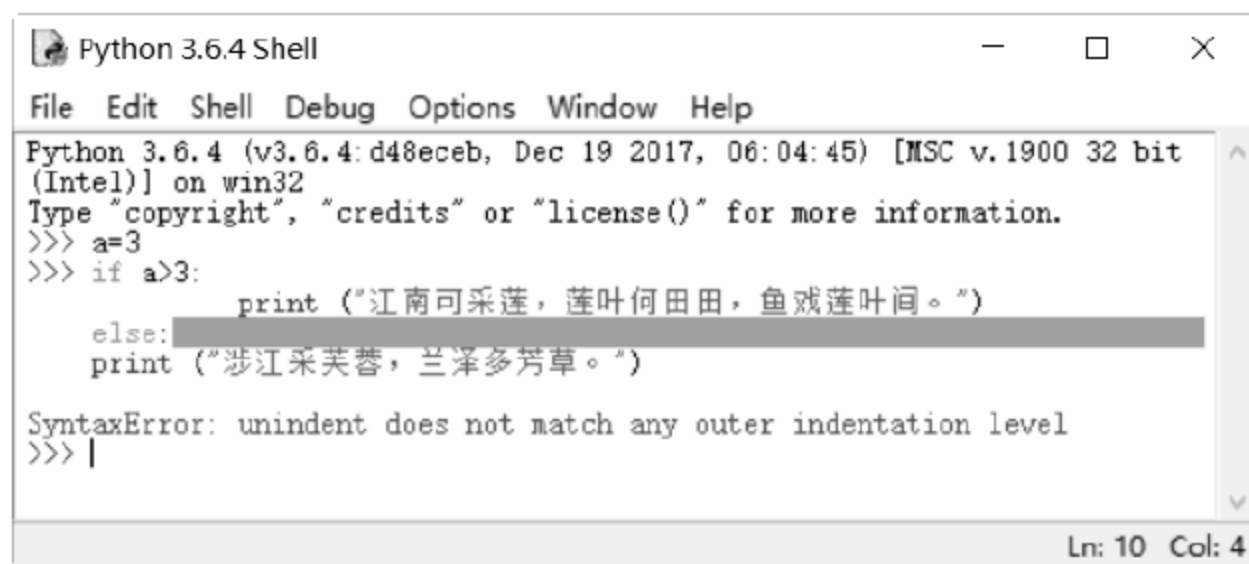 Python 3.6.4 Shell
File Edit Shell Debug Options Window Help
Python 3.6.4 (v3.6.4:d48eceb, Dec 19 2017, 06:04:45) [MSC v.1900 32 bit
(Intel)] on win32
Type "copyright", "credits" or "license()" for more information.
>>> a=3
>>> if a>3:
print ("江南可采莲，莲叶何田田，鱼戏莲叶间。")
else:
print ("涉江采芙蓉，兰泽多芳草。")
SyntaxError: unindent does not match any outer indentation level
>>>
Ln: 10 Col: 4